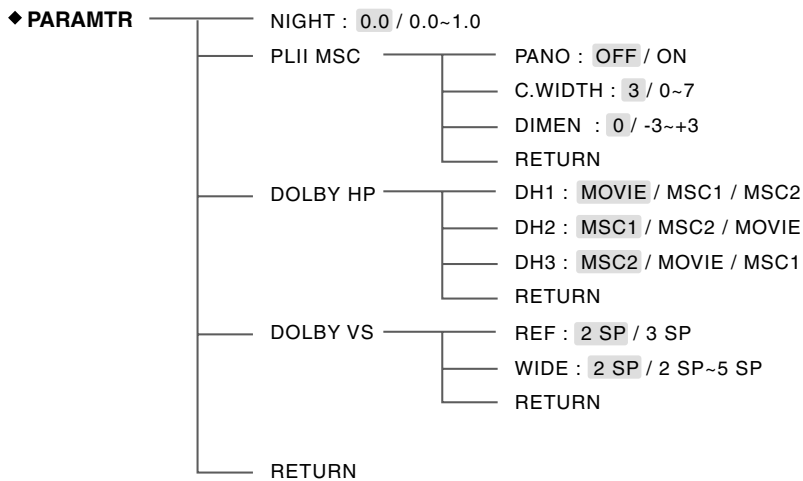 ◆ PARAMTR
NIGHT : 0.0 / 0.0~1.0
PLII MSC
PANO : OFF / ON
C.WIDTH : 3 / 0~7
DIMEN : 0 / -3~+3
RETURN
DOLBY HP
DH1 : MOVIE / MSC1 / MSC2
DH2 : MSC1 / MSC2 / MOVIE
DH3 : MSC2 / MOVIE / MSC1
RETURN
DOLBY VS
REF : 2 SP / 3 SP
WIDE : 2 SP / 2 SP~5 SP
RETURN
RETURN